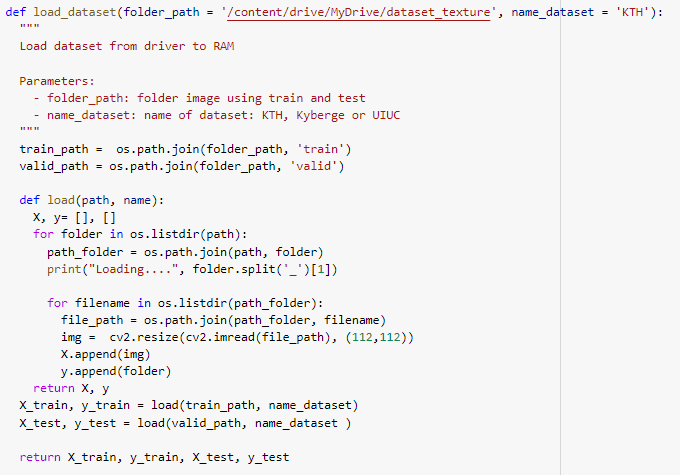 def load_dataset(folder_path = '/content/drive/MyDrive/dataset_texture', name_dataset = 'KTH'):
  """
  Load dataset from driver to RAM

  Parameters:
    - folder_path: folder image using train and test
    - name_dataset: name of dataset: KTH, Kyberge or UIUC
  """
  train_path =  os.path.join(folder_path, 'train')
  valid_path = os.path.join(folder_path, 'valid')

  def load(path, name):
    X, y= [], []
    for folder in os.listdir(path):
      path_folder = os.path.join(path, folder)
      print("Loading....", folder.split('_')[1])

      for filename in os.listdir(path_folder):
        file_path = os.path.join(path_folder, filename)
        img =  cv2.resize(cv2.imread(file_path), (112,112))
        X.append(img)
        y.append(folder)
    return X, y
  X_train, y_train = load(train_path, name_dataset)
  X_test, y_test = load(valid_path, name_dataset )

  return X_train, y_train, X_test, y_test